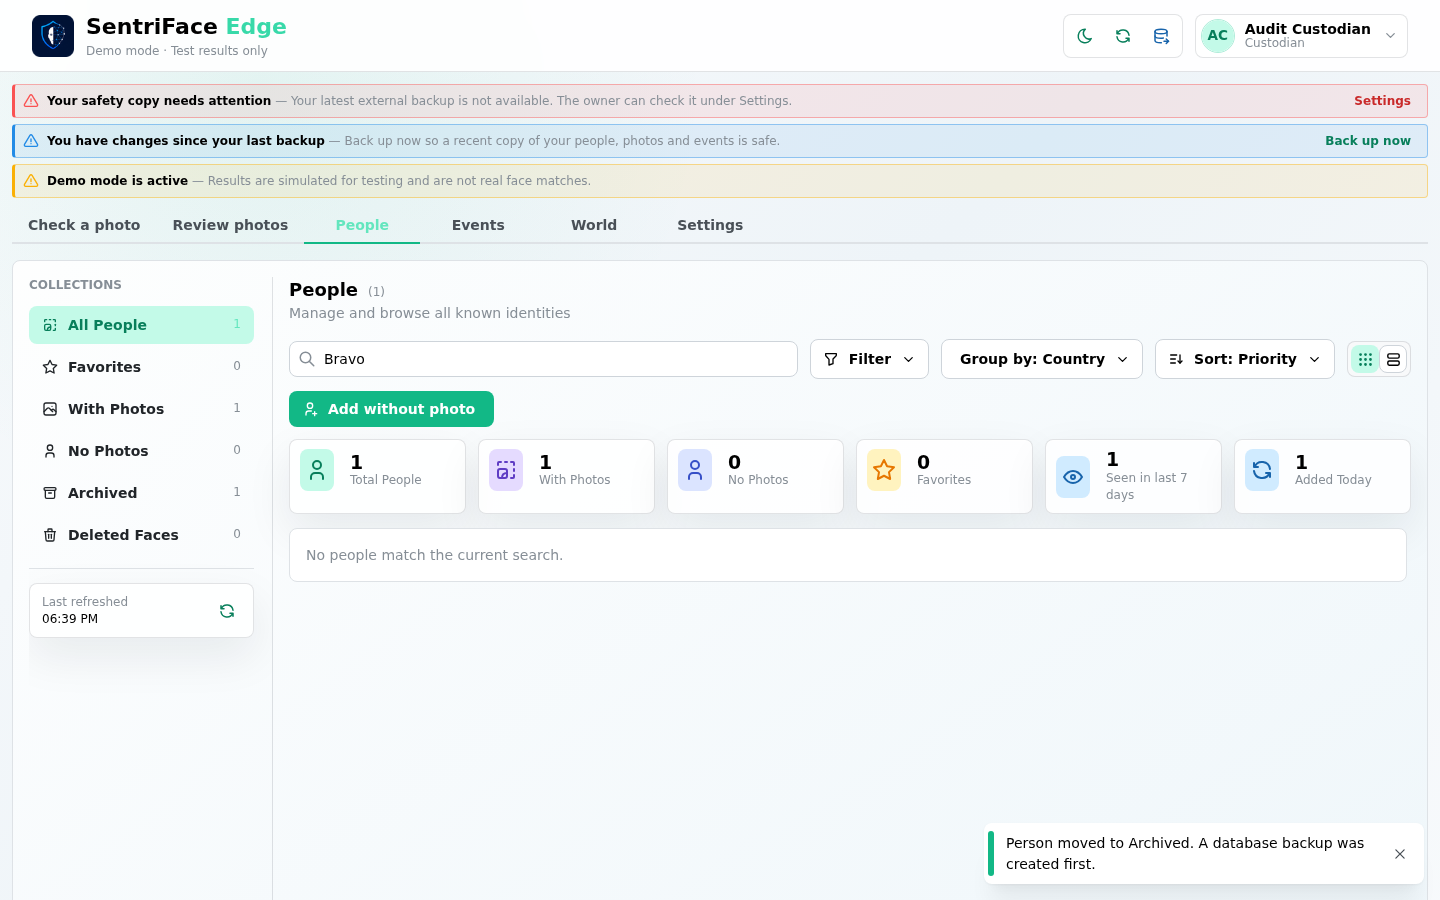 SentriFace Edge
Demo mode · Test results only
AC
Audit Custodian
Custodian
Your safety copy needs attention — Your latest external backup is not available. The owner can check it under Settings.
Settings
You have changes since your last backup — Back up now so a recent copy of your people, photos and events is safe.
Back up now
Demo mode is active — Results are simulated for testing and are not real face matches.
Check a photo
Review photos
People
Events
World
Settings
COLLECTIONS
All People 1
Favorites 0
With Photos 1
No Photos 0
Archived 1
Deleted Faces 0
Last refreshed
06:39 PM
People (1)
Manage and browse all known identities
Bravo
Filter
Group by: Country
Sort: Priority
Add without photo
1
Total People
1
With Photos
0
No Photos
0
Favorites
1
Seen in last 7
days
1
Added Today
No people match the current search.
Person moved to Archived. A database backup was
created first.